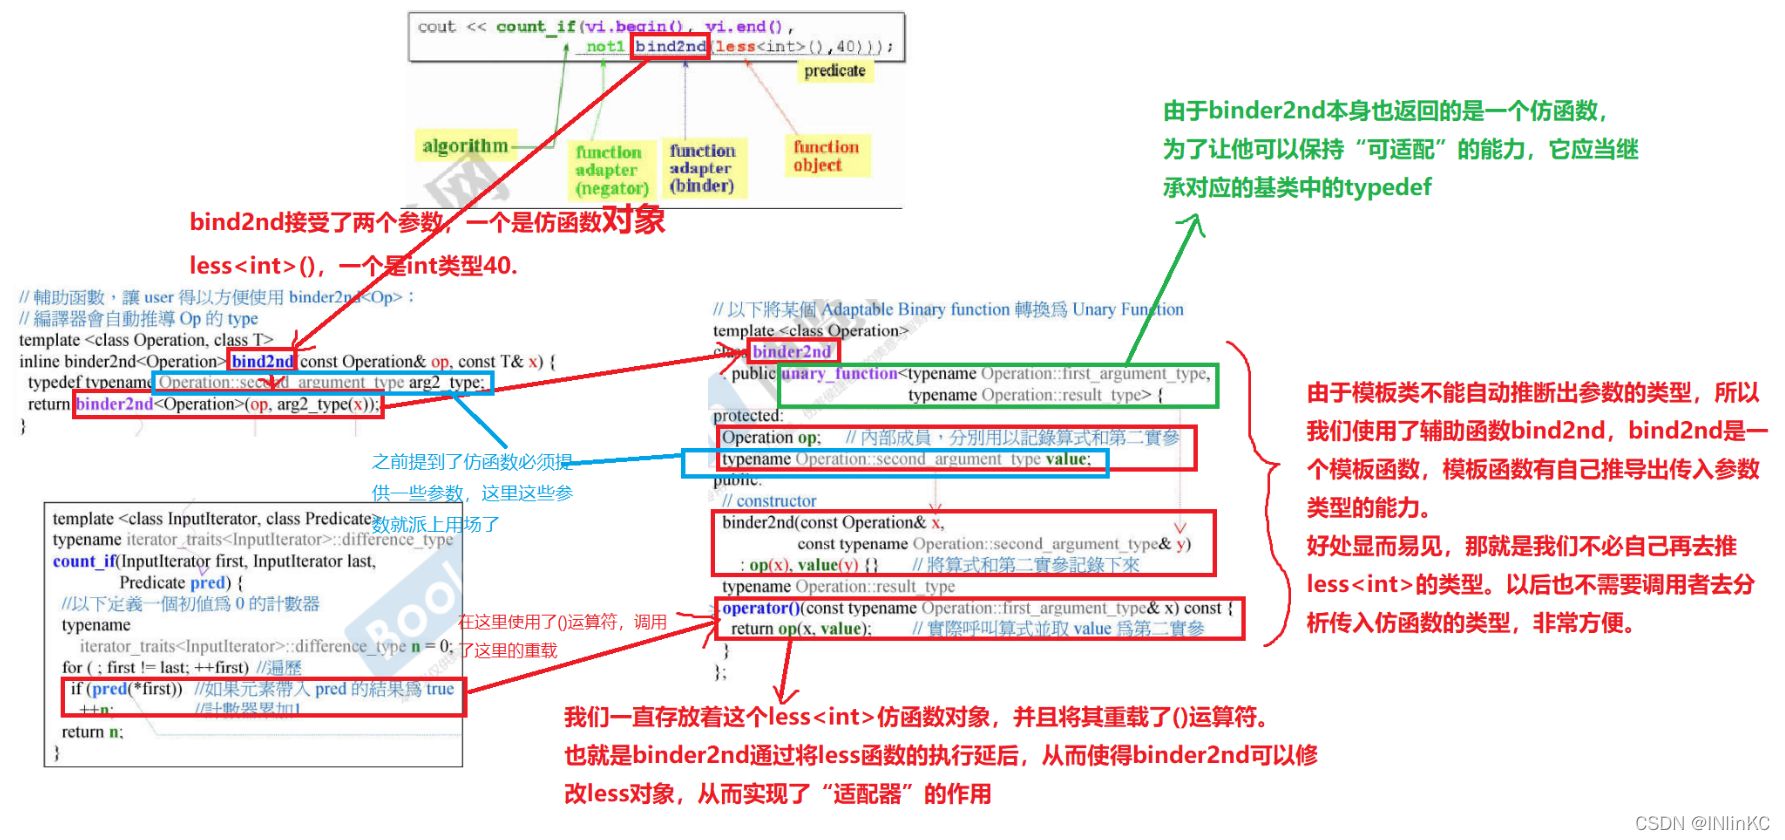 cout << count_if(vi.begin(), vi.end(),
not1 bind2nd(less<int>(),40)));
predicate
algorithm
function
adapter
(negator)
function
adapter
(binder)
function
object
由于binder2nd本身也返回的是一个仿函数，
为了让他可以保持“可适配”的能力，它应当继
承对应的基类中的typedef
bind2nd接受了两个参数，一个是仿函数对象
less<int>()，一个是int类型40.
// 輔助函數，讓 user 得以方便使用 binder2nd<Op>：
// 編譯器會自動推導 Op 的 type
template <class Operation, class T>
inline binder2nd<Operation> bind2nd(const Operation& op, const T& x) {
typedef typename Operation::second_argument_type arg2_type;
return binder2nd<Operation>(op, arg2_type(x));
}
// 以下將某個 Adaptable Binary function 轉換為 Unary Function
template <class Operation>
class binder2nd
: public unary_function<typename Operation::first_argument_type,
typename Operation::result_type> {
protected:
Operation op; // 內部成員，分別用以記錄算式和第二實參
typename Operation::second_argument_type value;
public:
// constructor
binder2nd(const Operation& x,
const typename Operation::second_argument_type& y)
: op(x), value(y) {} // 將算式和第二實參記錄下來
typename Operation::result_type
operator()(const typename Operation::first_argument_type& x) const {
return op(x, value); // 實際呼叫算式並取 value 為第二實參
}
};
由于模板类不能自动推断出参数的类型，所以
我们使用了辅助函数bind2nd，bind2nd是一
个模板函数，模板函数有自己推导出传入参数
类型的能力。
好处显而易见，那就是我们不必自己再去推
less<int>的类型。以后也不需要调用者去分
析传入仿函数的类型，非常方便。
之前提到了仿函数必须提
供一些参数，这里这些参
数就派上用场了
template <class InputIterator, class Predicate>
typename iterator_traits<InputIterator>::difference_type
count_if(InputIterator first, InputIterator last,
Predicate pred) {
//以下定義一個初值為 0 的計數器
typename
iterator_traits<InputIterator>::difference_type n = 0;
for ( ; first != last; ++first) //遍歷
if (pred(*first)) //如果元素帶入 pred 的結果為 true
++n; //計數器累加1
return n;
}
在这里使用了()运算符，调用
了这里的重载
我们一直存放着这个less<int>仿函数对象，并且将其重载了()运算符。
也就是binder2nd通过将less函数的执行延后，从而使得binder2nd可以修
改less对象，从而实现了“适配器”的作用
Bool
网
CSDN @INlinKC